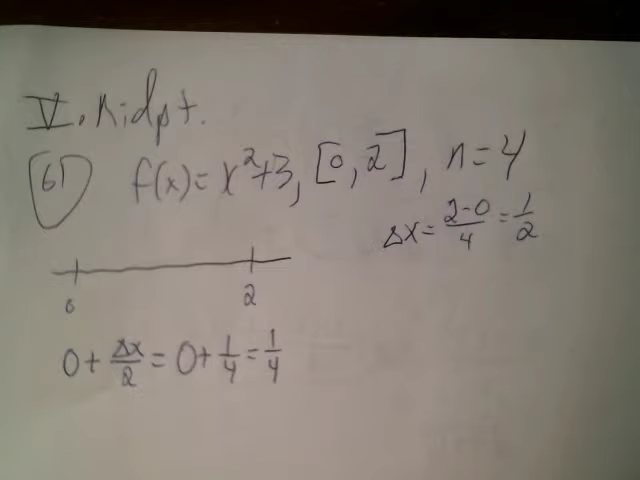 V. Midpt.
61 f(x) = x²+3, [0, 2], n = 4
Δx = 2-0/4 = 1/2
0 2
0 + Δx/2 = 0 + 1/4 = 1/4